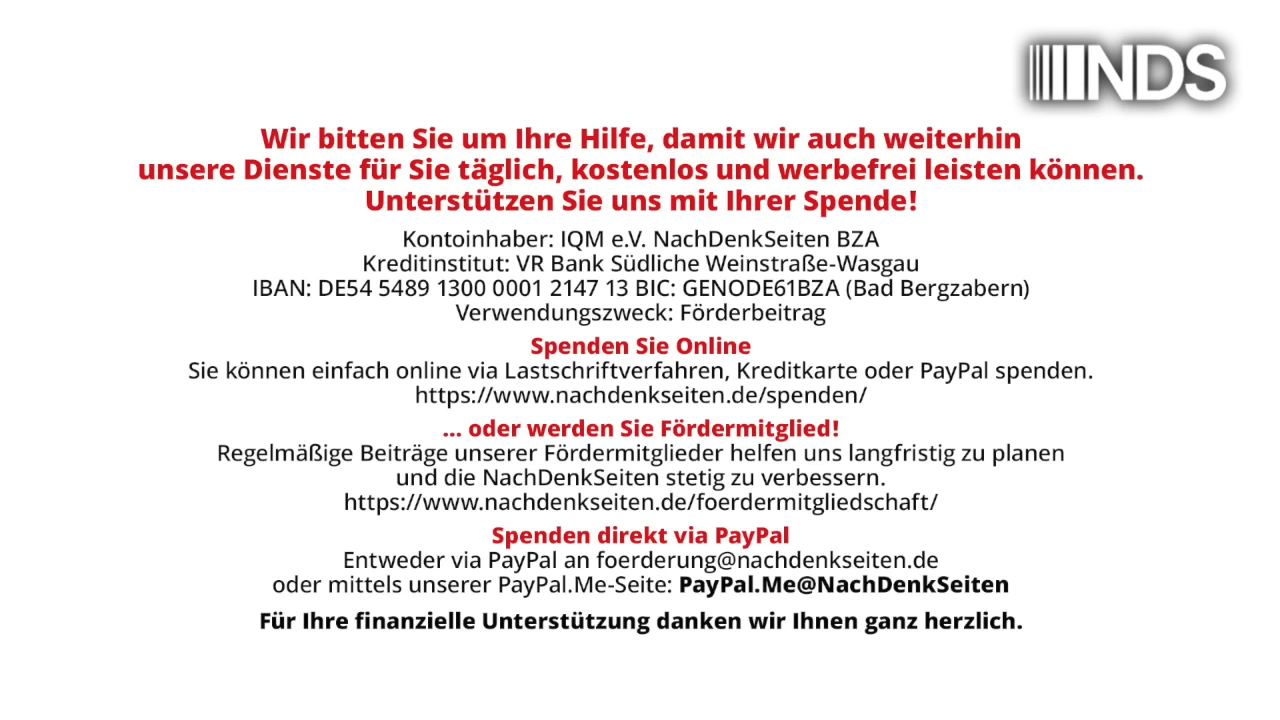 NDS
Wir bitten Sie um Ihre Hilfe, damit wir auch weiterhin
unsere Dienste für Sie täglich, kostenlos und werbefrei leisten können.
Unterstützen Sie uns mit Ihrer Spende!
Kontoinhaber: IQM e.V. NachDenkSeiten BZA
Kreditinstitut: VR Bank Südliche Weinstraße-Wasgau
IBAN: DE54 5489 1300 0001 2147 13 BIC: GENODE61BZA (Bad Bergzabern)
Verwendungszweck: Förderbeitrag
Spenden Sie Online
Sie können einfach online via Lastschriftverfahren, Kreditkarte oder PayPal spenden.
https://www.nachdenkseiten.de/spenden/
... oder werden Sie Fördermitglied!
Regelmäßige Beiträge unserer Fördermitglieder helfen uns langfristig zu planen
und die NachDenkSeiten stetig zu verbessern.
https://www.nachdenkseiten.de/foerdermitgliedschaft/
Spenden direkt via PayPal
Entweder via PayPal an foerderung@nachdenkseiten.de
oder mittels unserer PayPal.Me-Seite: PayPal.Me@NachDenkSeiten
Für Ihre finanzielle Unterstützung danken wir Ihnen ganz herzlich.